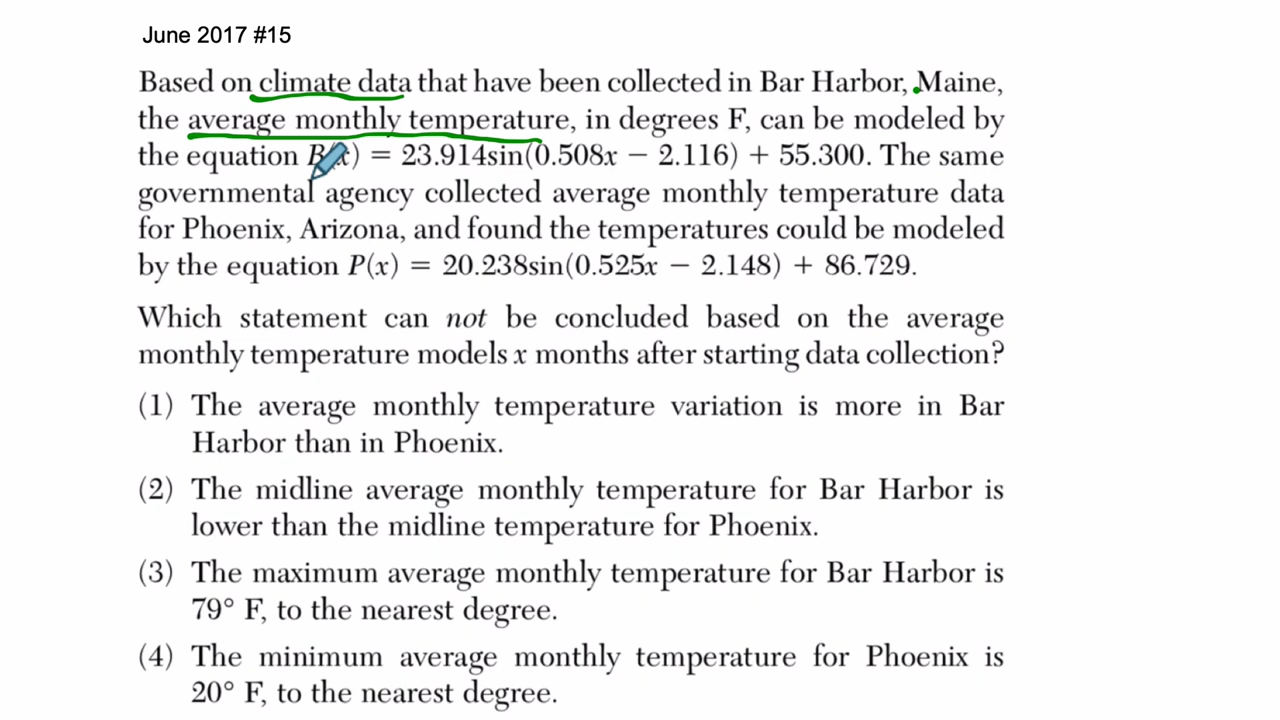 June 2017 #15
Based on climate data that have been collected in Bar Harbor, Maine,
the average monthly temperature, in degrees F, can be modeled by
the equation B(x) = 23.914sin(0.508x − 2.116) + 55.300. The same
governmental agency collected average monthly temperature data
for Phoenix, Arizona, and found the temperatures could be modeled
by the equation P(x) = 20.238sin(0.525x − 2.148) + 86.729.
Which statement can not be concluded based on the average
monthly temperature models x months after starting data collection?
(1) The average monthly temperature variation is more in Bar
Harbor than in Phoenix.
(2) The midline average monthly temperature for Bar Harbor is
lower than the midline temperature for Phoenix.
(3) The maximum average monthly temperature for Bar Harbor is
79° F, to the nearest degree.
(4) The minimum average monthly temperature for Phoenix is
20° F, to the nearest degree.